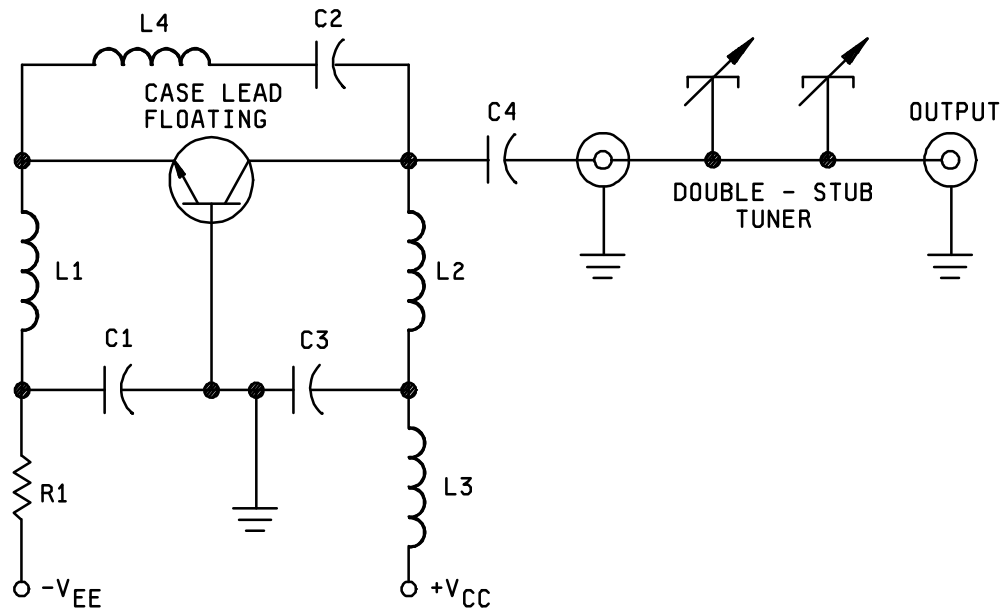 L4
C2
CASE LEAD
FLOATING
C4
OUTPUT
DOUBLE - STUB
TUNER
L1
L2
C1
C3
R1
L3
-VEE
+VCC